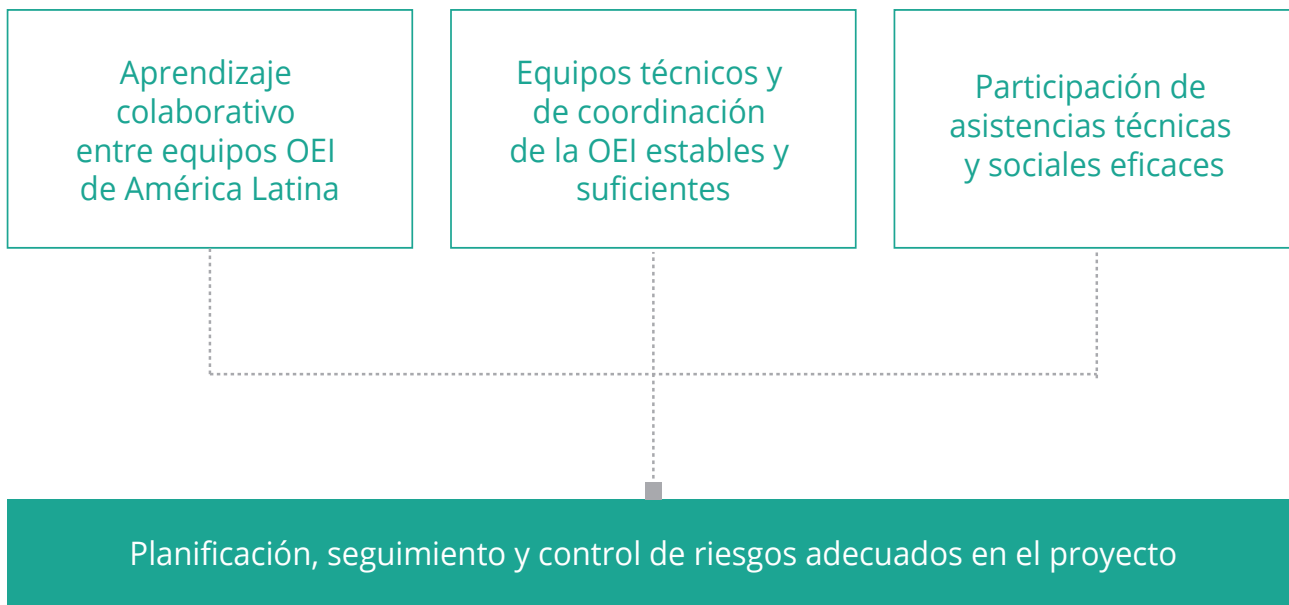 Aprendizaje
colaborativo
entre equipos OEI
de América Latina
Equipos técnicos y
de coordinación
de la OEI estables y
suficientes
Participación de
asistencias técnicas
y sociales eficaces
Planificación, seguimiento y control de riesgos adecuados en el proyecto